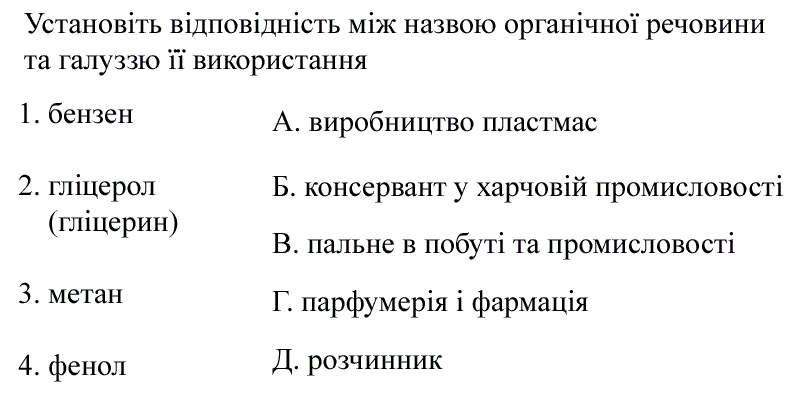 Установіть відповідність між назвою органічної речовини
та галуззю її використання
1. бензен
А. виробництво пластмас
2. гліцерол
(гліцерин)
Б. консервант у харчовій промисловості
В. пальне в побуті та промисловості
3. метан
Г. парфумерія і фармація
4. фенол
Д. розчинник